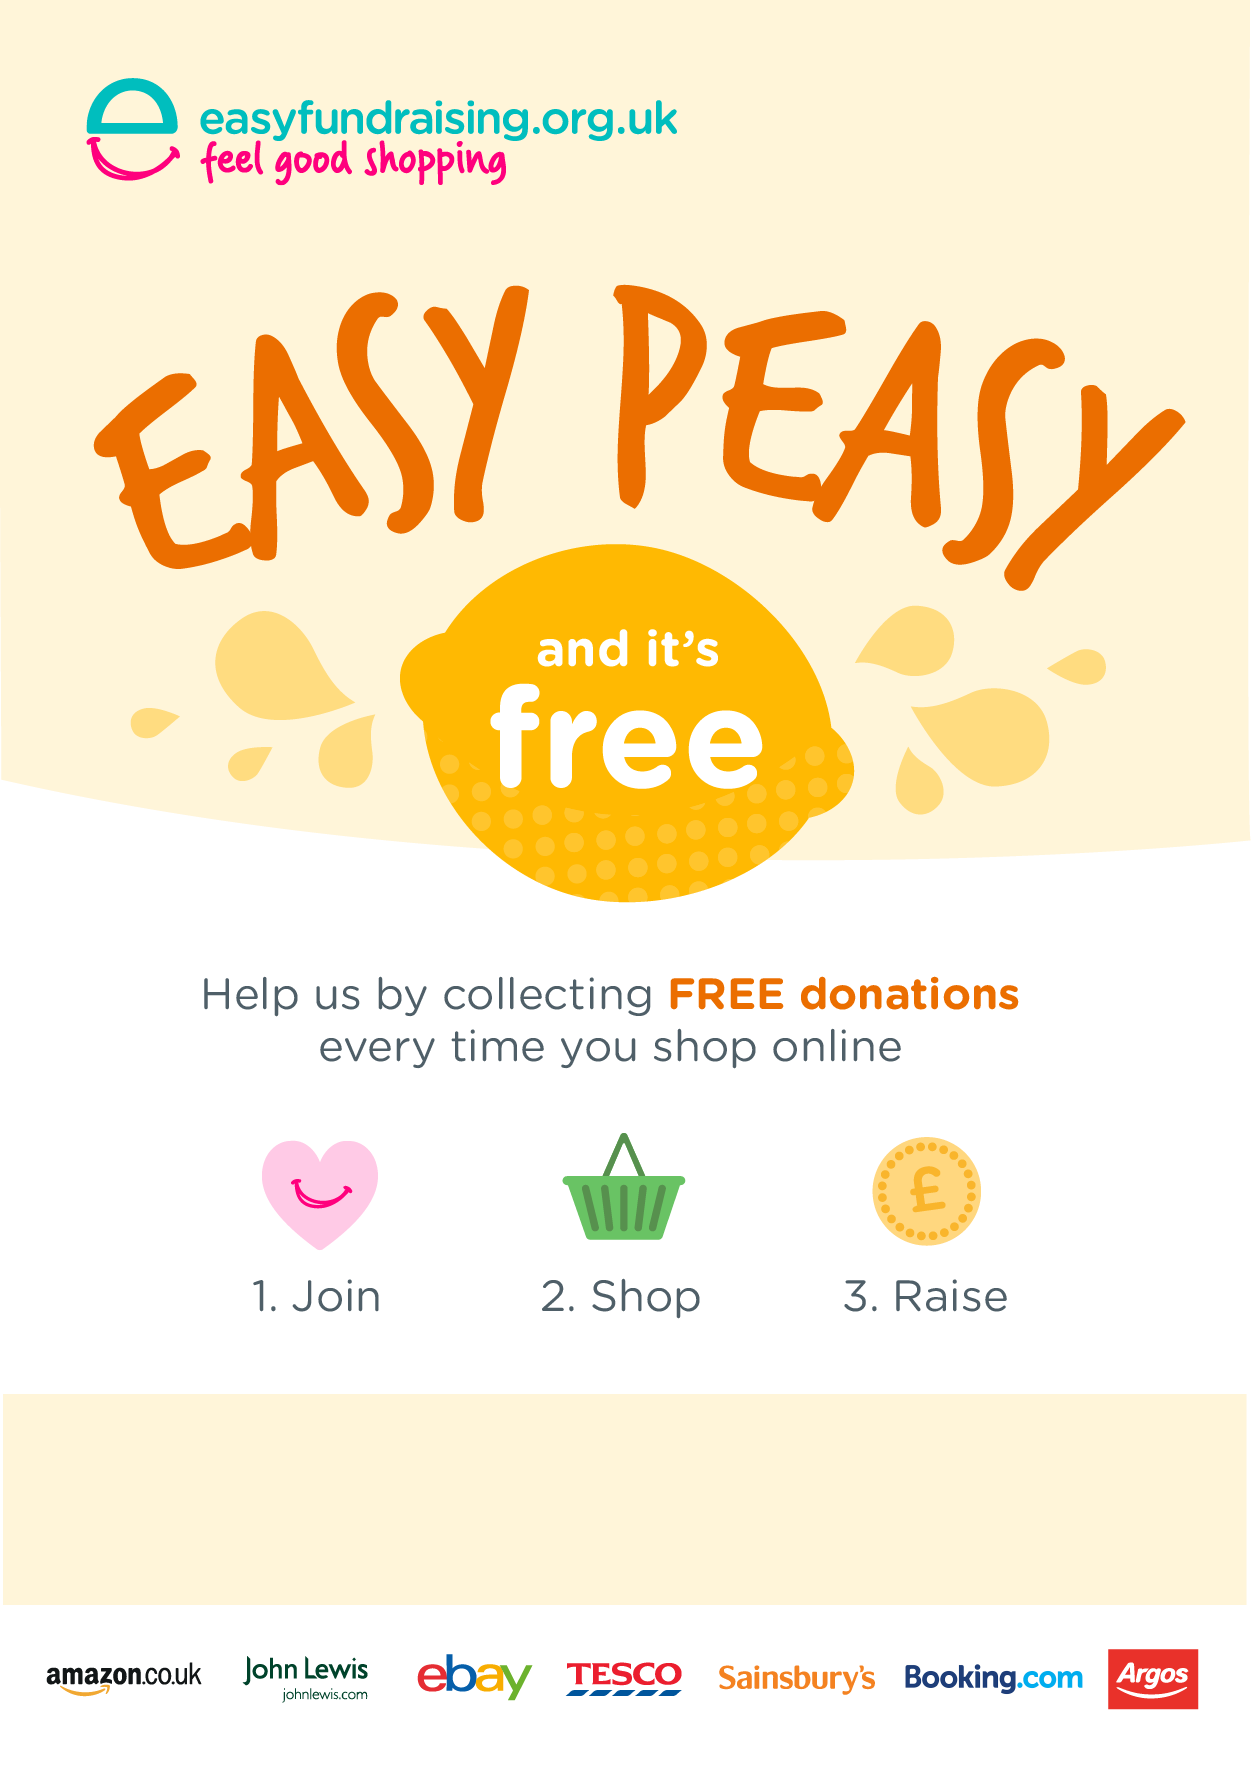 easyfundraising.org.uk
feel good shopping
EASY PEASY
and it's
free
Help us by collecting FREE donations
every time you shop online
£
1. Join
2. Shop
3. Raise
amazon.co.uk
John Lewis
johnlewis.com
ebay
TESCO
Sainsbury's
Booking.com
Argos